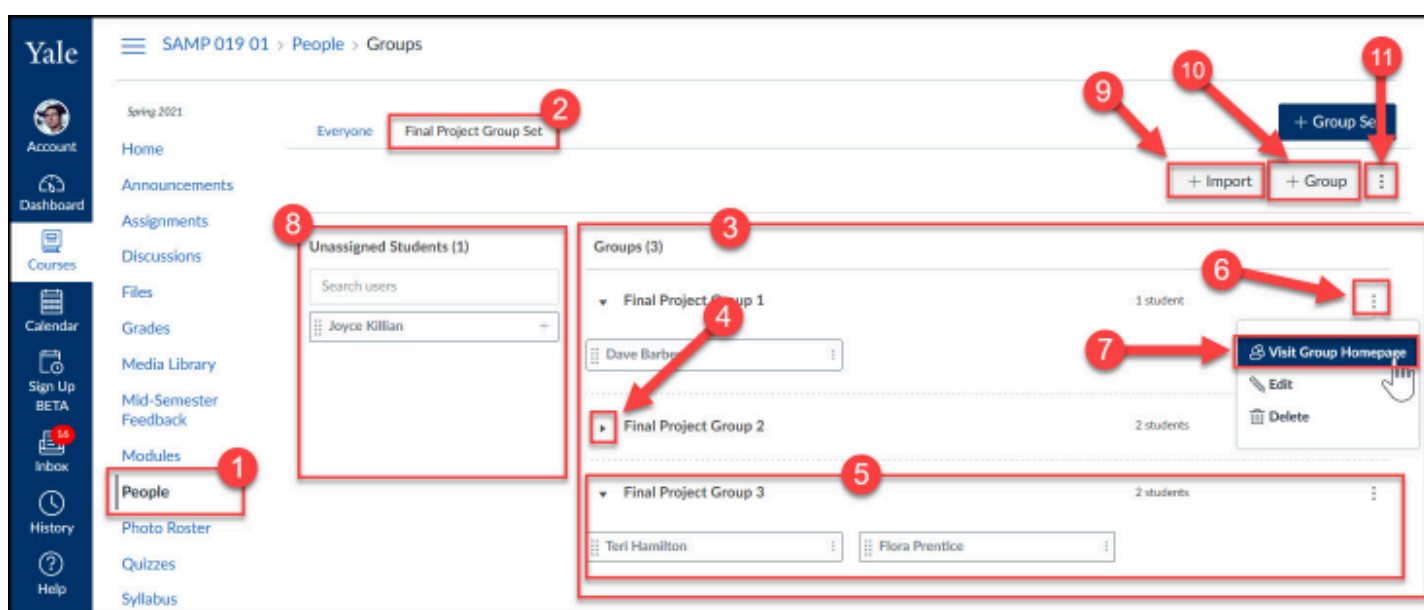 Yale
SAMP 019 01 > People > Groups
11
10
9
Spring 2021
2
Everyone
Final Project Group Set
+ Group Se
Account
Home
Announcements
+ Import
+ Group
Dashboard
Assignments
8
3
Courses
Discussions
Unassigned Students (1)
Groups (3)
6
Files
Search users
Final Project Group 1
1 student
Calendar
Grades
Joyce Killian
4
7
Visit Group Homepage
Media Library
Dave Barbe
Sign Up
BETA
Edit
Mid-Semester
Feedback
Final Project Group 2
2 students
Delete
16
Inbox
Modules
1
5
People
Final Project Group 3
2 students
History
Photo Roster
Teri Hamilton
Flora Prentice
Quizzes
Help
Syllabus